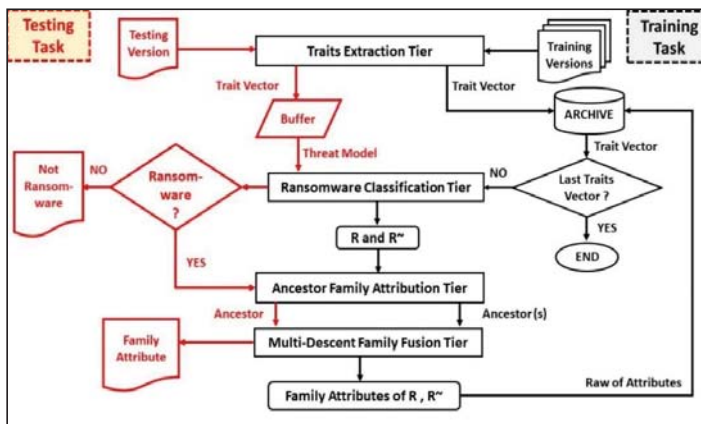 Testing
Task
Testing
Version
Traits Extraction Tier
Training
Versions
Training
Task
Trait Vector
Trait Vector
Buffer
ARCHIVE
Threat Model
Trait Vector
Not
Ransom-
ware
NO
Ransom-
ware
?
Ransomware Classification Tier
NO
Last Traits
Vector ?
R and R~
YES
YES
END
Ancestor Family Attribution Tier
Ancestor
Ancestor(s)
Family
Attribute
Multi-Descent Family Fusion Tier
Family Attributes of R , R~
Raw of Attributes